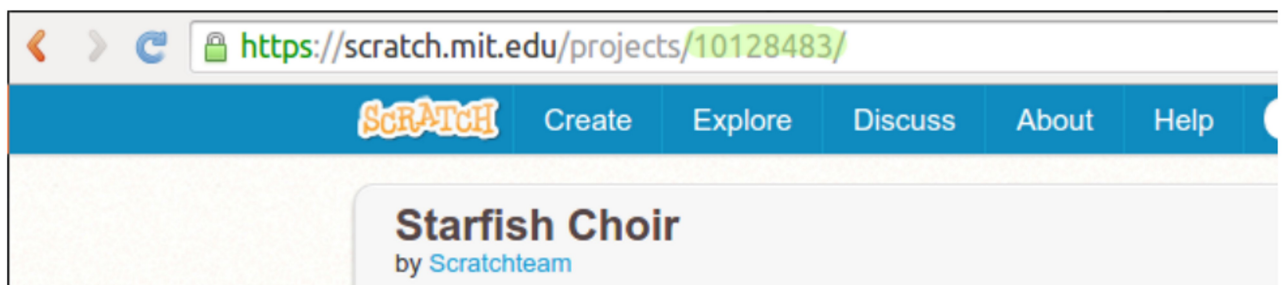 https://scratch.mit.edu/projects/10128483/
SCRATCH Create Explore Discuss About Help
Starfish Choir
by Scratchteam